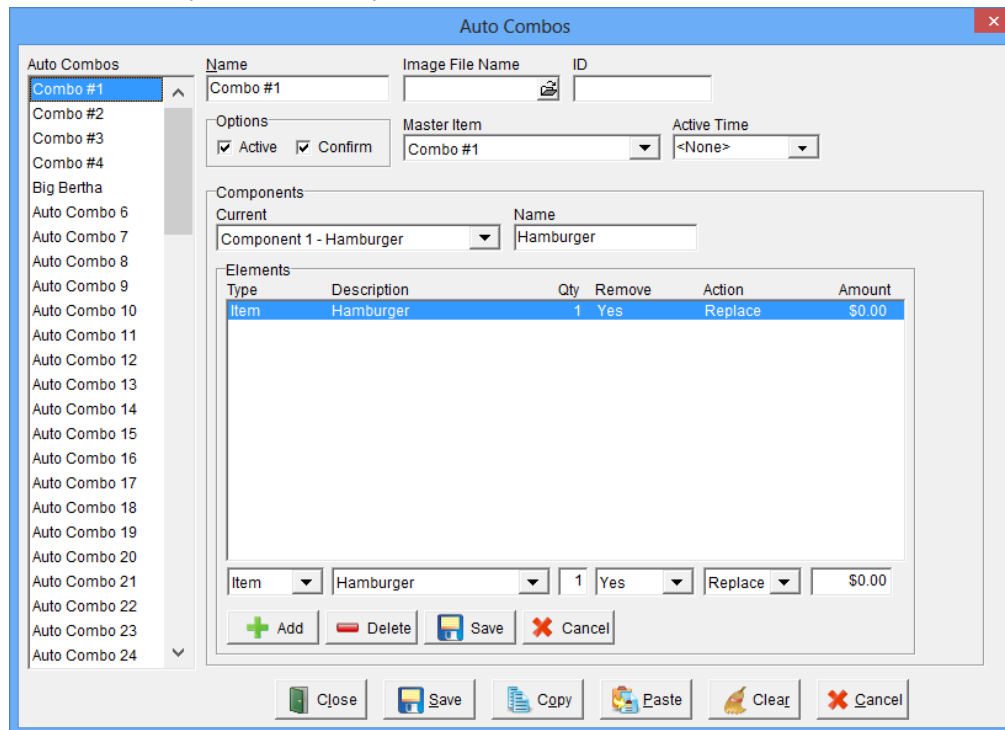 Auto Combos
Auto Combos
Combo #1
Combo #2
Combo #3
Combo #4
Big Bertha
Auto Combo 6
Auto Combo 7
Auto Combo 8
Auto Combo 9
Auto Combo 10
Auto Combo 11
Auto Combo 12
Auto Combo 13
Auto Combo 14
Auto Combo 15
Auto Combo 16
Auto Combo 17
Auto Combo 18
Auto Combo 19
Auto Combo 20
Auto Combo 21
Auto Combo 22
Auto Combo 23
Auto Combo 24
Name Image File Name ID
Combo #1
Options Master Item Active Time
Active Confirm Combo #1 <None>
Components
Current Name
Component 1 - Hamburger Hamburger
Elements
Type Description Qty Remove Action Amount
Item Hamburger 1 Yes Replace $0.00
Item Hamburger 1 Yes Replace $0.00
Add Delete Save Cancel
Close Save Copy Paste Clear Cancel